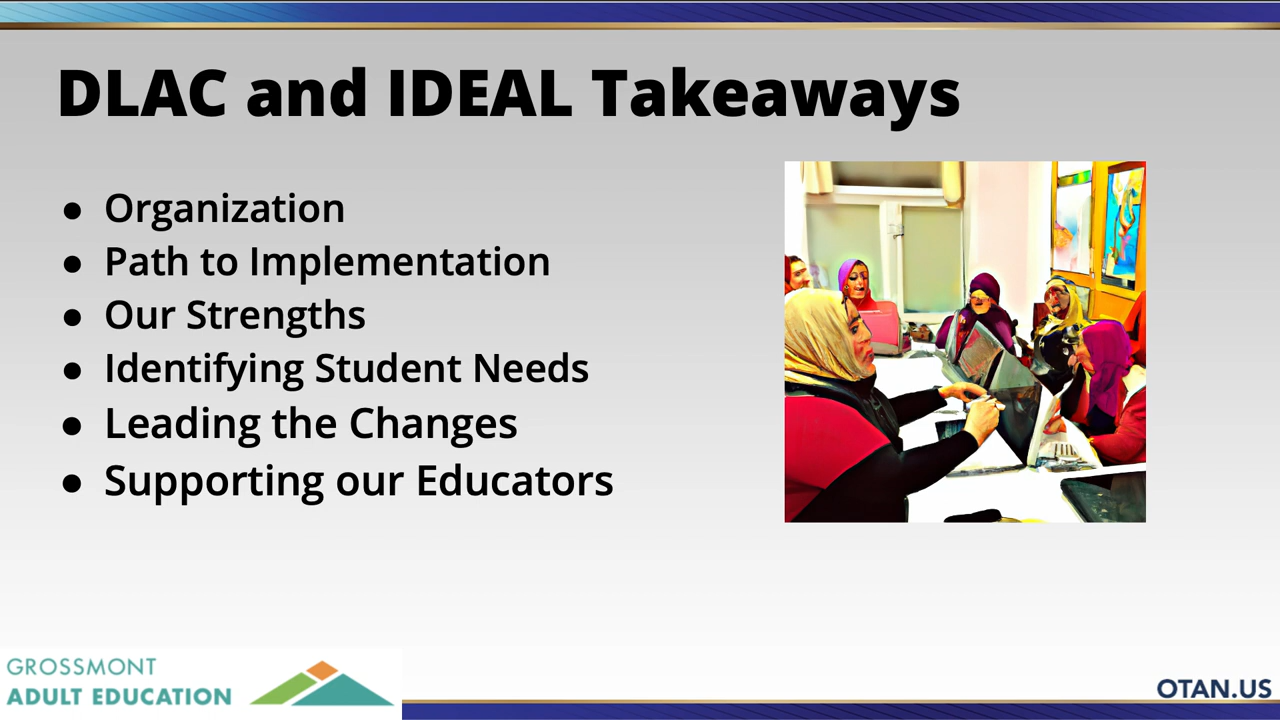 DLAC and IDEAL Takeaways
● Organization
● Path to Implementation
● Our Strengths
● Identifying Student Needs
● Leading the Changes
● Supporting our Educators
GROSSMONT
ADULT EDUCATION
OTAN.US